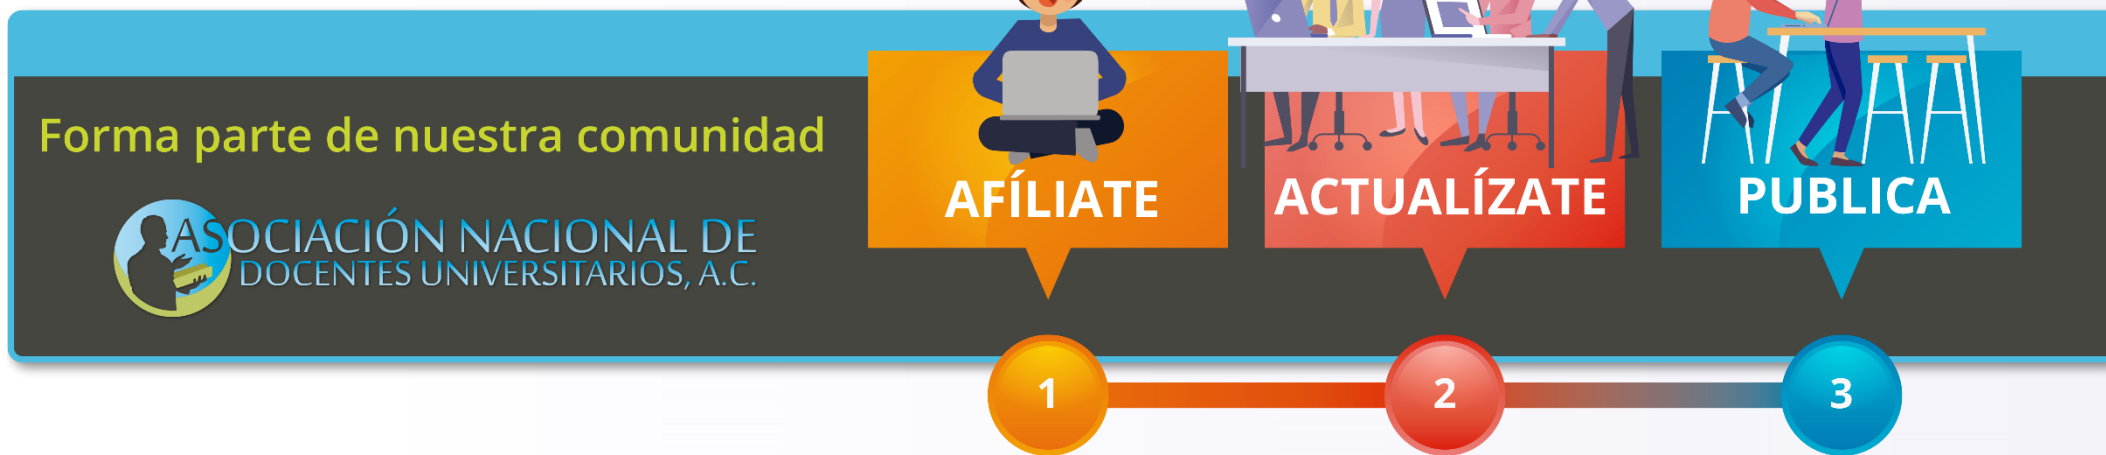 Forma parte de nuestra comunidad
ASOCIACIÓN NACIONAL DE
DOCENTES UNIVERSITARIOS, A.C.
AFÍLIATE
ACTUALÍZATE
PUBLICA
1
2
3